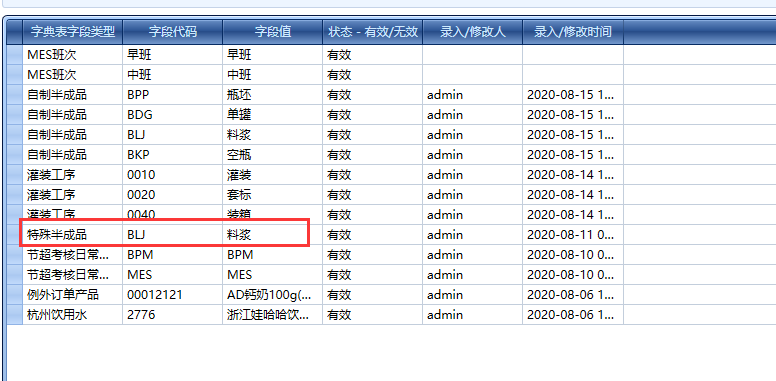 字典表字段类型 字段代码 字段值 状态 - 有效/无效 录入/修改人 录入/修改时间
MES班次 早班 早班 有效
MES班次 中班 中班 有效
自制半成品 BPP 瓶坯 有效 admin 2020-08-15 1...
自制半成品 BDG 单罐 有效 admin 2020-08-15 1...
自制半成品 BLJ 料浆 有效 admin 2020-08-15 1...
自制半成品 BKP 空瓶 有效 admin 2020-08-15 1...
灌装工序 0010 灌装 有效 admin 2020-08-14 1...
灌装工序 0020 套标 有效 admin 2020-08-14 1...
灌装工序 0040 装箱 有效 admin 2020-08-14 1...
特殊半成品 BLJ 料浆 有效 admin 2020-08-11 0...
节超考核日常... BPM BPM 有效 admin 2020-08-10 0...
节超考核日常... MES MES 有效 admin 2020-08-10 0...
例外订单产品 00012121 AD钙奶100g(... 有效 admin 2020-08-06 1...
杭州饮用水 2776 浙江娃哈哈饮... 有效 admin 2020-08-06 1...